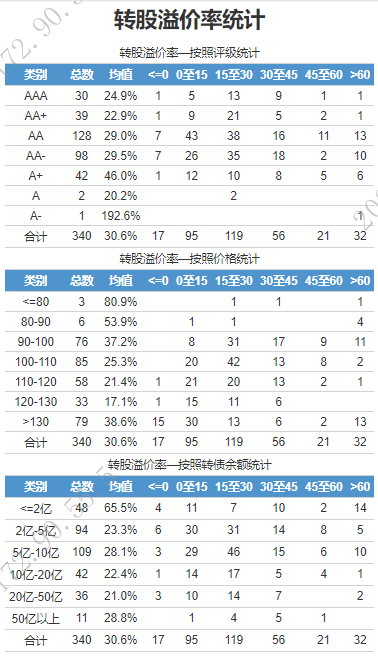 转股溢价率统计
转股溢价率—按照评级统计
类别 总数 均值 <=0 0至15 15至30 30至45 45至60 >60
AAA 30 24.9% 1 5 13 9 1 1
AA+ 39 22.9% 1 9 21 5 2 1
AA 128 29.0% 7 43 38 16 11 13
AA- 98 29.5% 7 26 35 18 2 10
A+ 42 46.0% 1 12 10 8 5 6
A 2 20.2% 2
A- 1 192.6% 1
合计 340 30.6% 17 95 119 56 21 32
转股溢价率—按照价格统计
类别 总数 均值 <=0 0至15 15至30 30至45 45至60 >60
<=80 3 80.9% 1 1 1
80-90 6 53.9% 1 1 4
90-100 76 37.2% 8 31 17 9 11
100-110 85 25.3% 20 42 13 8 2
110-120 58 21.4% 1 21 20 13 2 1
120-130 33 17.1% 1 15 11 6
>130 79 38.6% 15 30 13 6 2 13
合计 340 30.6% 17 95 119 56 21 32
转股溢价率—按照转债余额统计
类别 总数 均值 <=0 0至15 15至30 30至45 45至60 >60
<=2亿 48 65.5% 4 11 7 10 2 14
2亿-5亿 94 23.3% 6 30 31 14 8 5
5亿-10亿 109 28.1% 3 29 46 15 6 10
10亿-20亿 42 22.4% 1 14 17 5 4 1
20亿-50亿 36 21.0% 3 10 14 7 2
50亿以上 11 28.8% 1 4 5 1
合计 340 30.6% 17 95 119 56 21 32